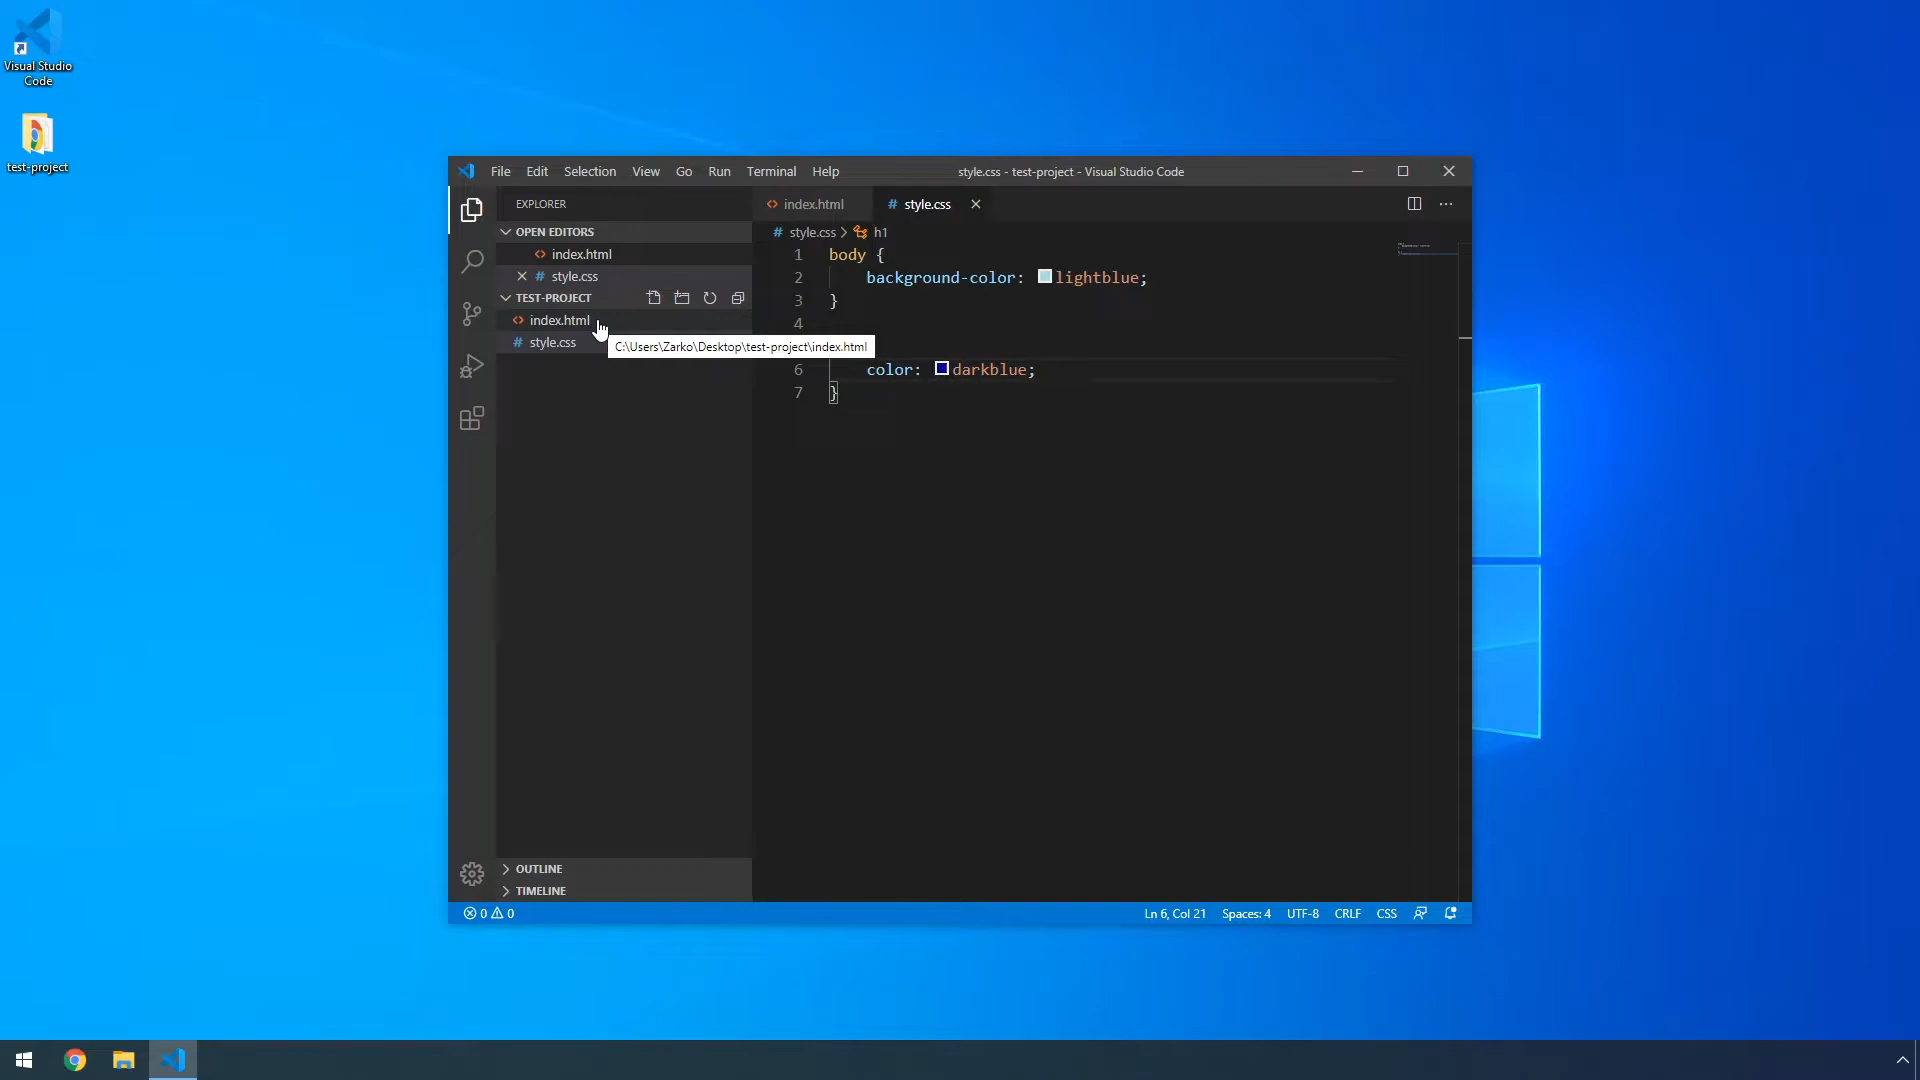 Visual Studio
Code
test-project
File Edit Selection View Go Run Terminal Help
style.css - test-project - Visual Studio Code
EXPLORER
OPEN EDITORS
index.html
# style.css
TEST-PROJECT
index.html
# style.css
C:\Users\Zarko\Desktop\test-project\index.html
OUTLINE
TIMELINE
index.html
# style.css
# style.css > h1
1 body {
2 background-color: lightblue;
3 }
4
6 color: darkblue;
7 }
0 0
Ln 6, Col 21 Spaces: 4 UTF-8 CRLF CSS